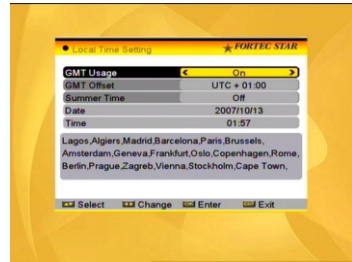 Local Time Setting
FORTEC STAR
GMT Usage On
GMT Offset UTC + 01:00
Summer Time Off
Date 2007/10/13
Time 01:57
Lagos,Algiers,Madrid,Barcelona,Paris,Brussels,
Amsterdam,Geneva,Frankfurt,Oslo,Copenhagen,Rome,
Berlin,Prague,Zagreb,Vienna,Stockholm,Cape Town,
Select Change Enter Exit